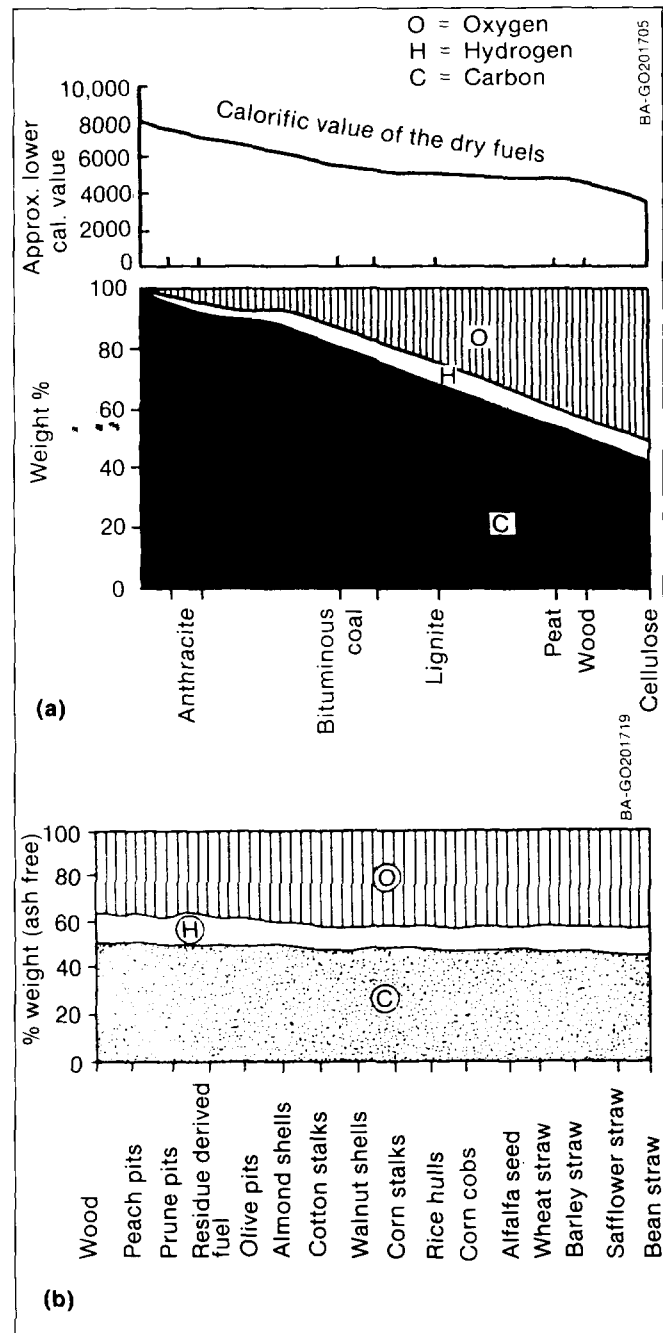 O = Oxygen
H = Hydrogen
C = Carbon
BA-GO201705
Approx. lower
cal. value
10,000
8000
6000
4000
2000
0
Calorific value of the dry fuels
Weight %
100
80
60
40
20
0
O
H
C
Anthracite
Bituminous
coal
Lignite
Peat
Wood
Cellulose
(a)
BA-GO201719
% weight (ash free)
100
80
60
40
20
0
O
H
C
Wood
Peach pits
Prune pits
Residue derived
fuel
Olive pits
Almond shells
Cotton stalks
Walnut shells
Corn stalks
Rice hulls
Corn cobs
Alfalfa seed
Wheat straw
Barley straw
Safflower straw
Bean straw
(b)